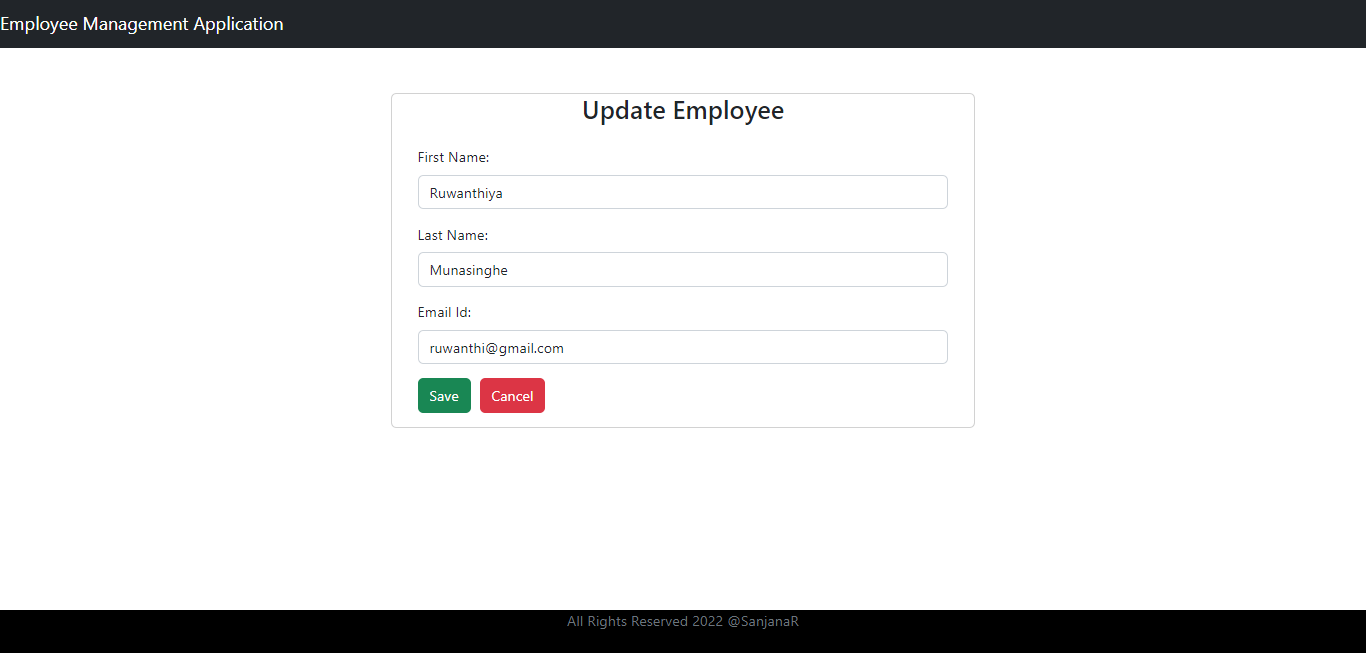 Employee Management Application
Update Employee
First Name:
Ruwanthiya
Last Name:
Munasinghe
Email Id:
ruwanthi@gmail.com
Save Cancel
All Rights Reserved 2022 @SanjanaR